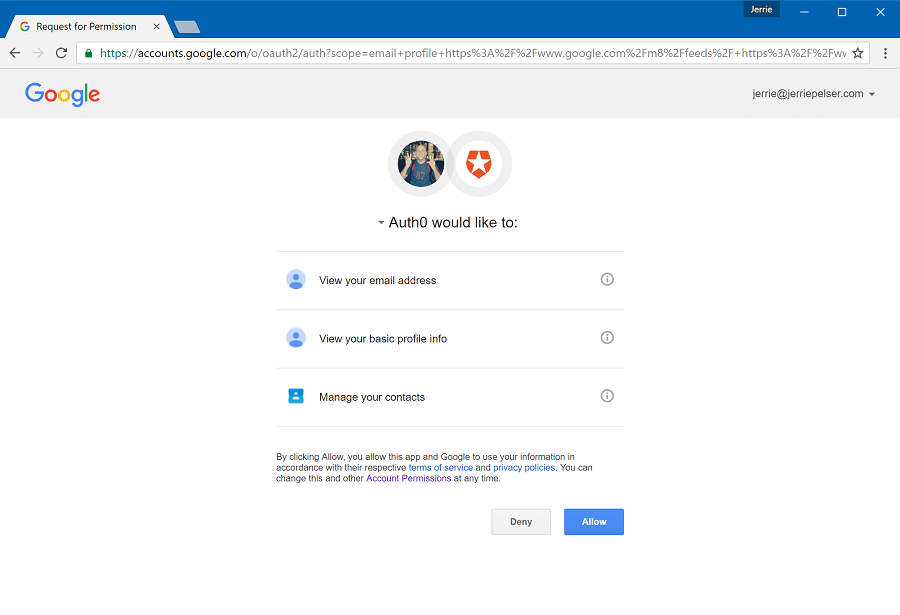 Jerrie
Request for Permission
https://accounts.google.com/o/oauth2/auth?scope=email+profile+https%3A%2F%2Fwww.google.com%2Fm8%2Ffeeds%2F+https%3A%2F%2Fw
Google
jerrie@jerriepelser.com
82
Auth0 would like to:
View your email address
View your basic profile info
Manage your contacts
By clicking Allow, you allow this app and Google to use your information in
accordance with their respective terms of service and privacy policies. You can
change this and other Account Permissions at any time.
Deny
Allow